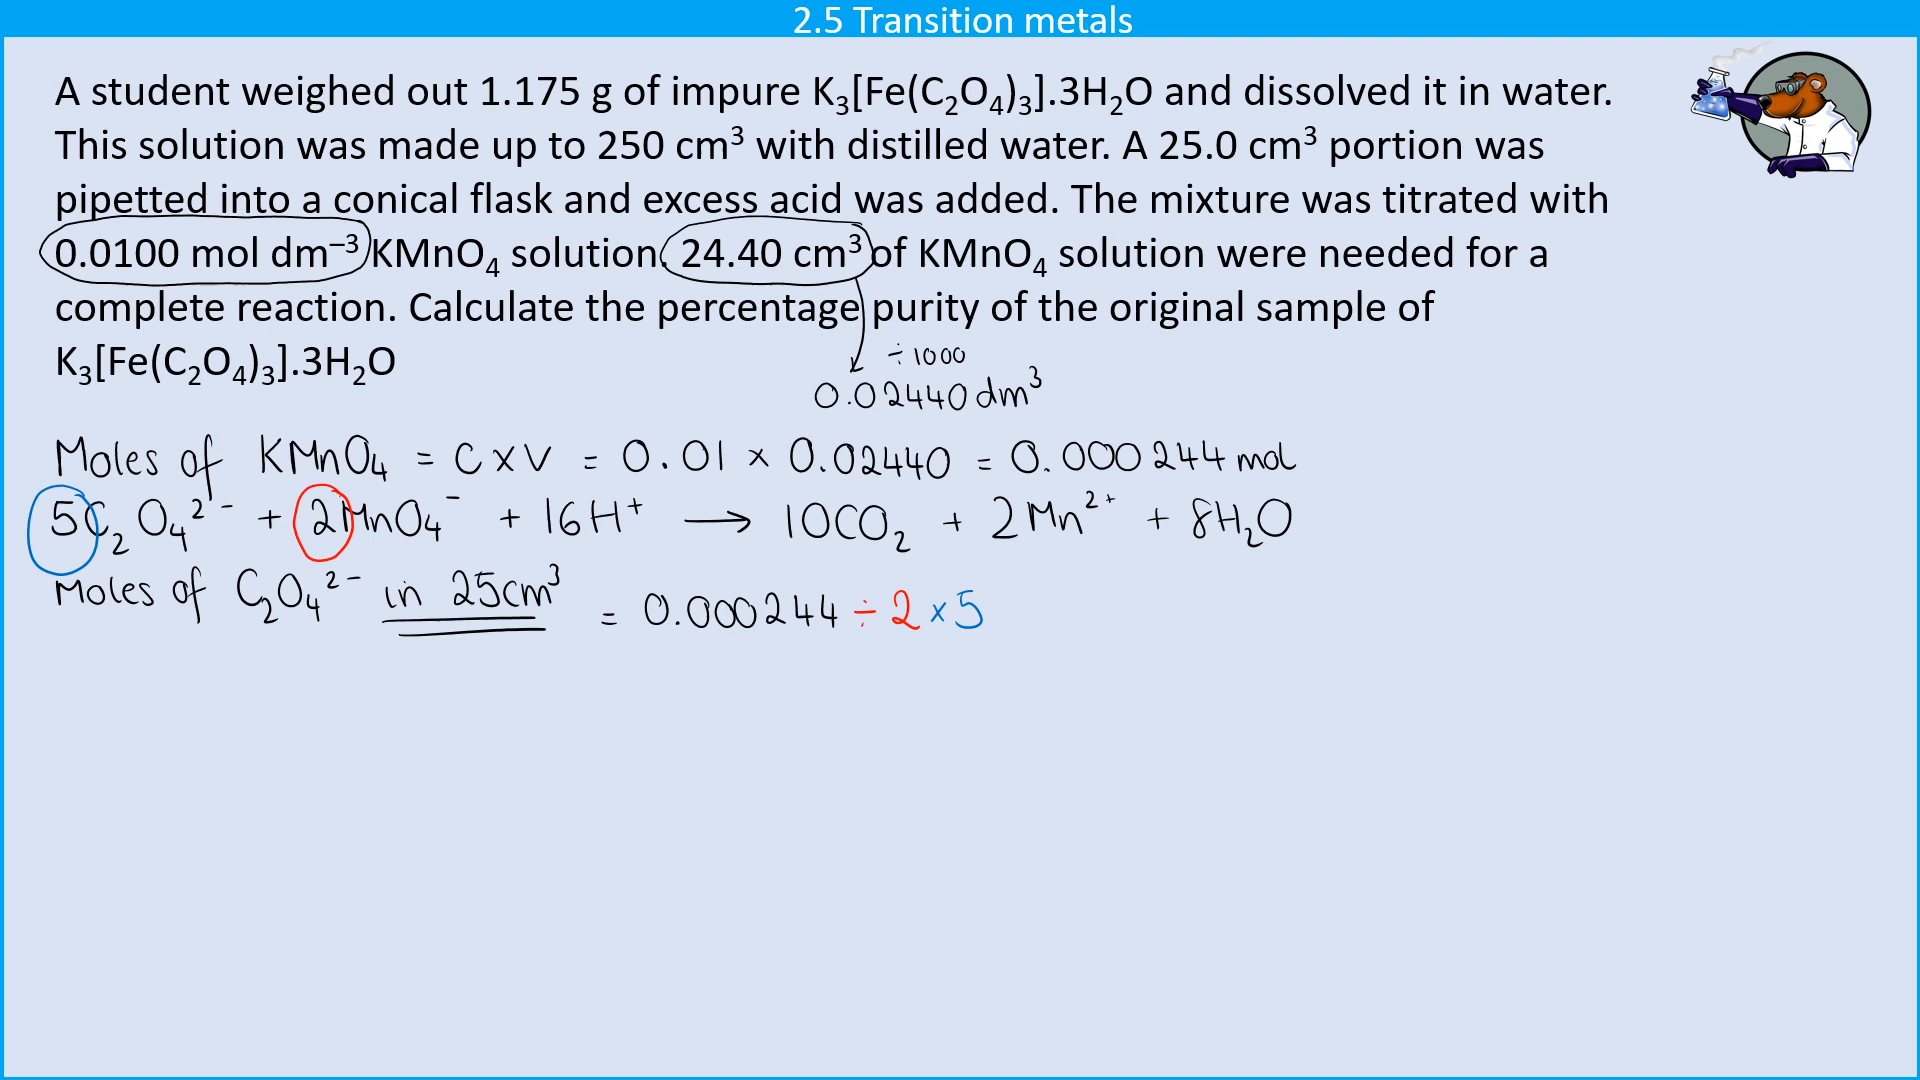 2.5 Transition metals
A student weighed out 1.175 g of impure K₃[Fe(C₂O₄)₃].3H₂O and dissolved it in water.
This solution was made up to 250 cm³ with distilled water. A 25.0 cm³ portion was
pipetted into a conical flask and excess acid was added. The mixture was titrated with
0.0100 mol dm⁻³ KMnO₄ solution. 24.40 cm³ of KMnO₄ solution were needed for a
complete reaction. Calculate the percentage purity of the original sample of
K₃[Fe(C₂O₄)₃].3H₂O
÷1000
0.02440 dm³
Moles of KMnO₄ = C × V = 0.01 × 0.02440 = 0.000244 mol
5C₂O₄²⁻ + 2MnO₄⁻ + 16H⁺ → 10CO₂ + 2Mn²⁺ + 8H₂O
Moles of C₂O₄²⁻ in 25cm³ = 0.000244 ÷ 2 × 5